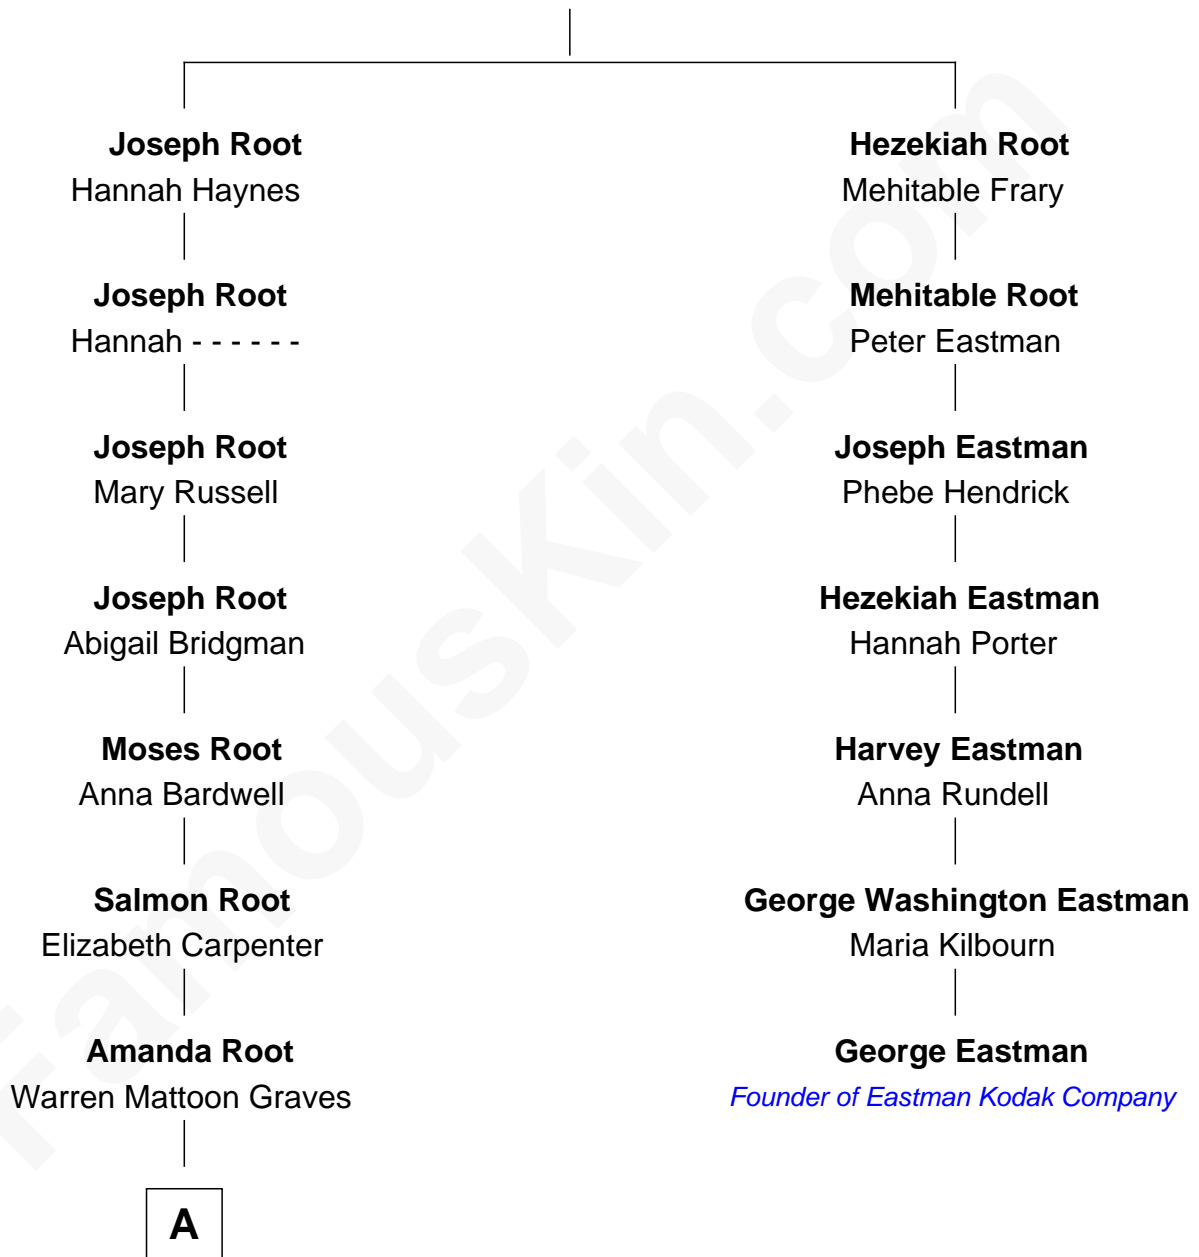 Joseph Root
Hannah Haynes
Joseph Root
Hannah - - - - - -
Joseph Root
Mary Russell
Joseph Root
Abigail Bridgman
Moses Root
Anna Bardwell
Salmon Root
Elizabeth Carpenter
Amanda Root
Warren Mattoon Graves
A
Hezekiah Root
Mehitable Frary
Mehitable Root
Peter Eastman
Joseph Eastman
Phebe Hendrick
Hezekiah Eastman
Hannah Porter
Harvey Eastman
Anna Rundell
George Washington Eastman
Maria Kilbourn
George Eastman
Founder of Eastman Kodak Company
FamousKin.com